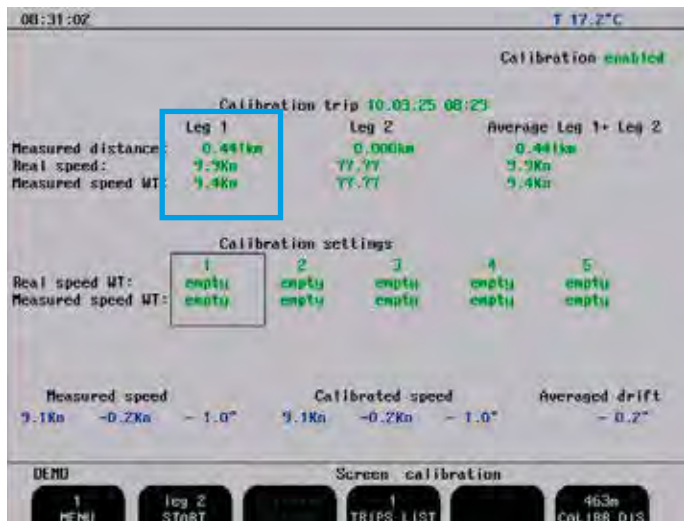 08:31:02 T 17.2°C
Calibration enabled
Calibration trip 10.03.25 08:29
Leg 1 Leg 2 Average Leg 1+ Leg 2
Measured distance: 0.441km 0.000km 0.441km
Real speed: 9.9Kn ??.?? 9.9Kn
Measured speed WT: 9.4Kn ??.?? 9.4Kn
Calibration settings
1 2 3 4 5
Real speed WT: empty empty empty empty empty
Measured speed WT: empty empty empty empty empty
Measured speed Calibrated speed Averaged drift
9.1Kn -0.2Kn - 1.0° 9.1Kn -0.2Kn - 1.0° - 0.2°
DEMO Screen calibration
1 leg 2 1 463m
MENU START TRIPS LIST CALIBR DIS